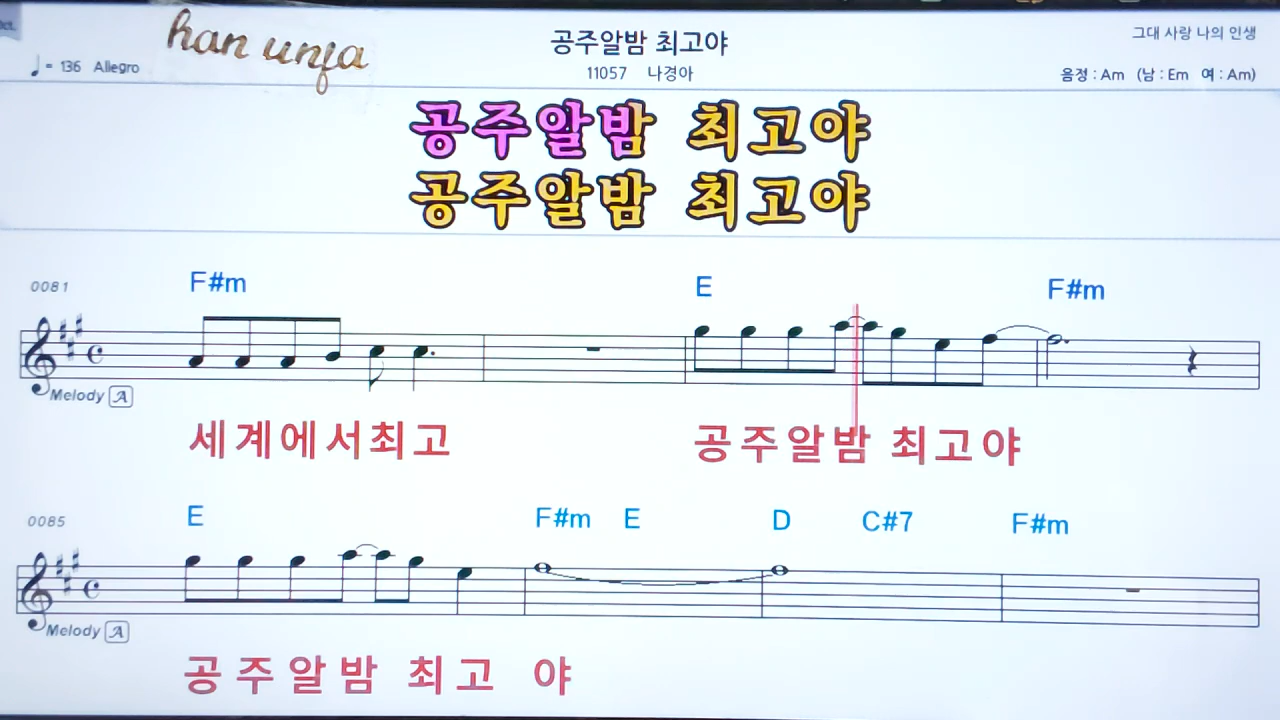 han unja
공주알밤 최고야
그대 사랑 나의 인생
♩= 136 Allegro
11057 나경아
음정 : Am (남 : Em 여 : Am)
공주알밤 최고야
공주알밤 최고야
0081 F#m E F#m
Melody A
세계에서최고 공주알밤 최고야
0085 E F#m E D C#7 F#m
Melody A
공주알밤 최고 야